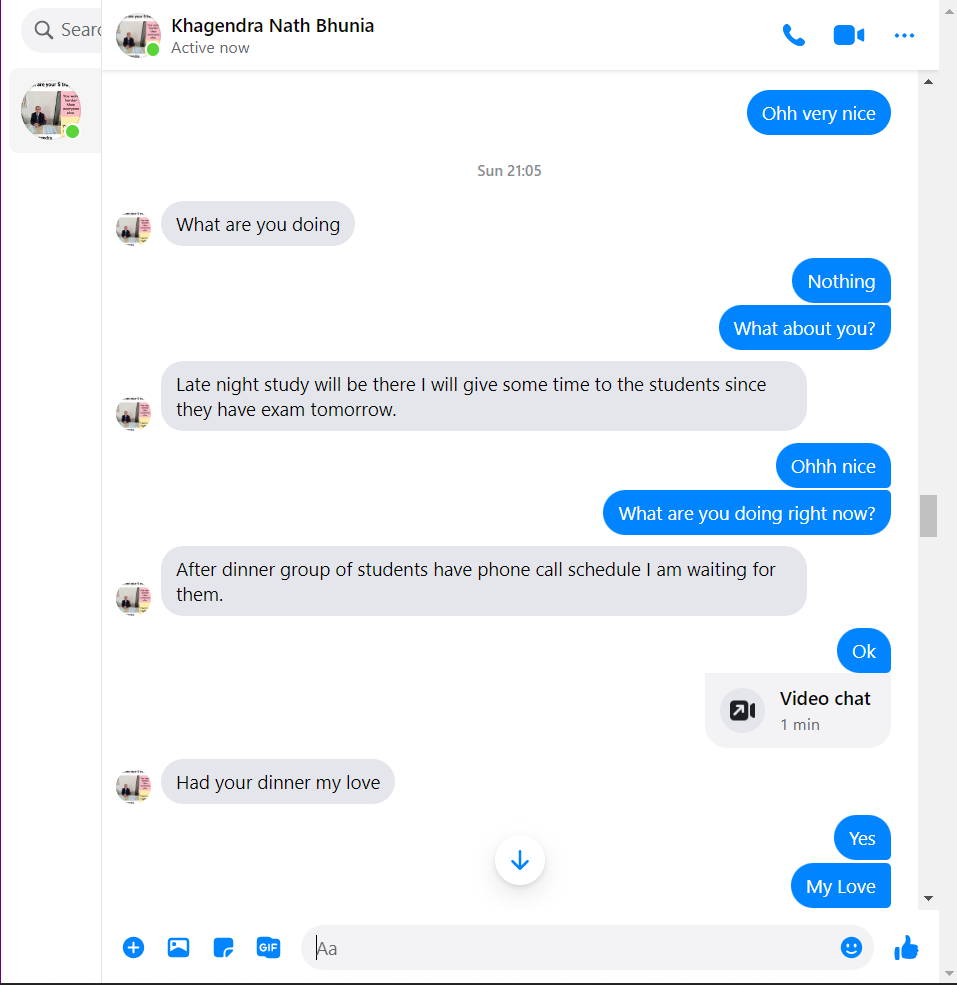 Searc
Khagendra Nath Bhunia
Active now
Ohh very nice
Sun 21:05
What are you doing
Nothing
What about you?
Late night study will be there I will give some time to the students since
they have exam tomorrow.
Ohhh nice
What are you doing right now?
After dinner group of students have phone call schedule I am waiting for
them.
Ok
Video chat
1 min
Had your dinner my love
Yes
My Love
GIF
Aa